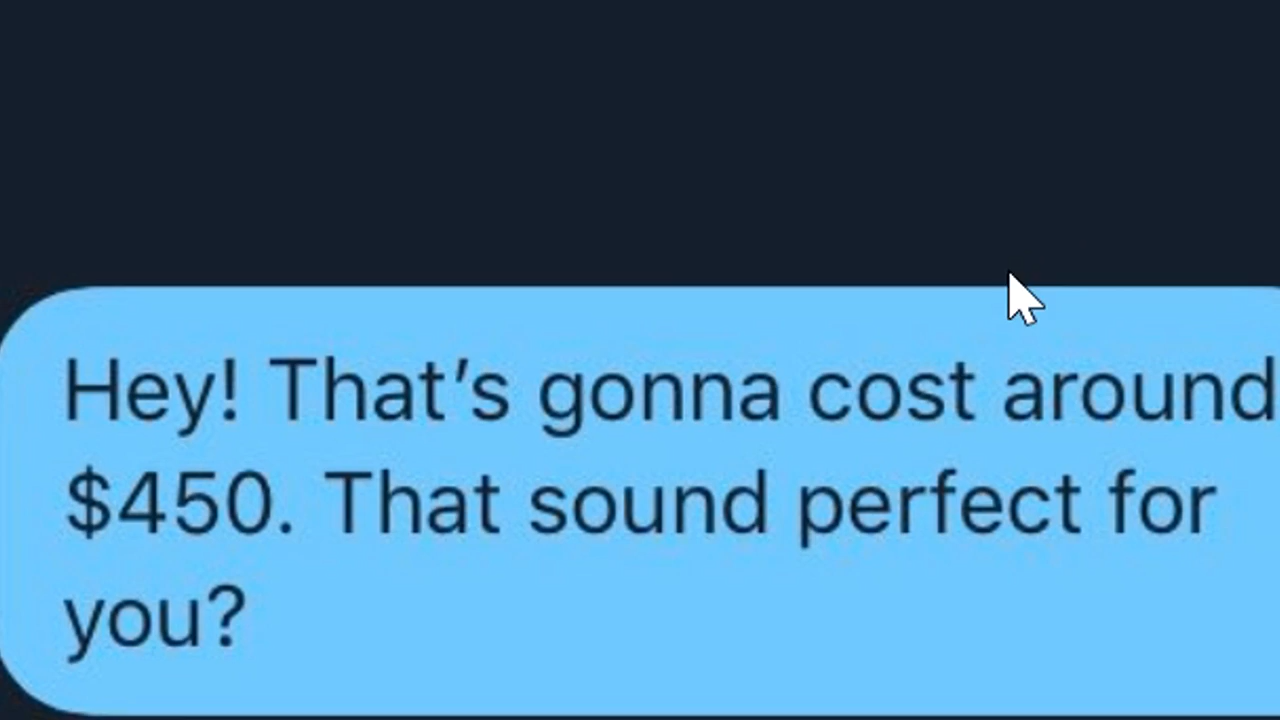 Hey! That’s gonna cost around
$450. That sound perfect for
you?